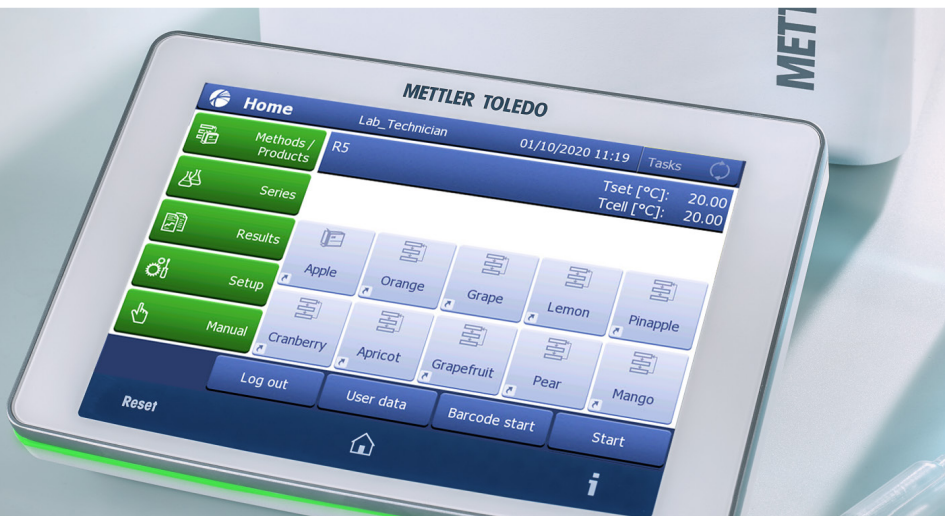 METTLER TOLEDO
MET
Home
Lab_Technician
01/10/2020 11:19
Tasks
Methods /
Products
R5
Tset [°C]: 20.00
Tcell [°C]: 20.00
Series
Results
Setup
Manual
Apple
Orange
Grape
Lemon
Pinapple
Cranberry
Apricot
Grapefruit
Pear
Mango
Log out
User data
Barcode start
Start
Reset
i